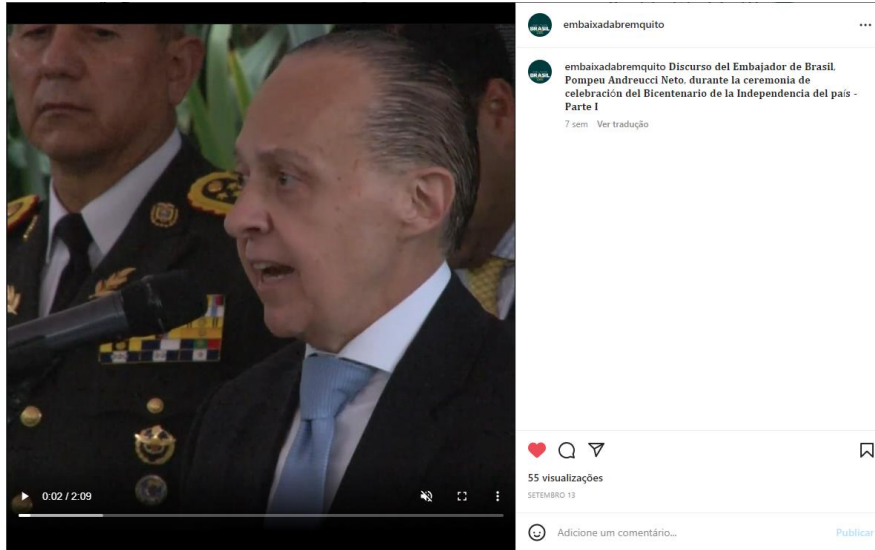 embaixadabremquito
BRASIL
embaixadabremquito Discurso del Embajador de Brasil,
BRASIL
Pompeu Andreucci Neto, durante la ceremonia de
celebración del Bicentenario de la Independencia del país -
Parte I
7 sem Ver tradução
0:02 / 2:09
55 visualizações
SETEMBRO 13
Adicione um comentário... Publicar